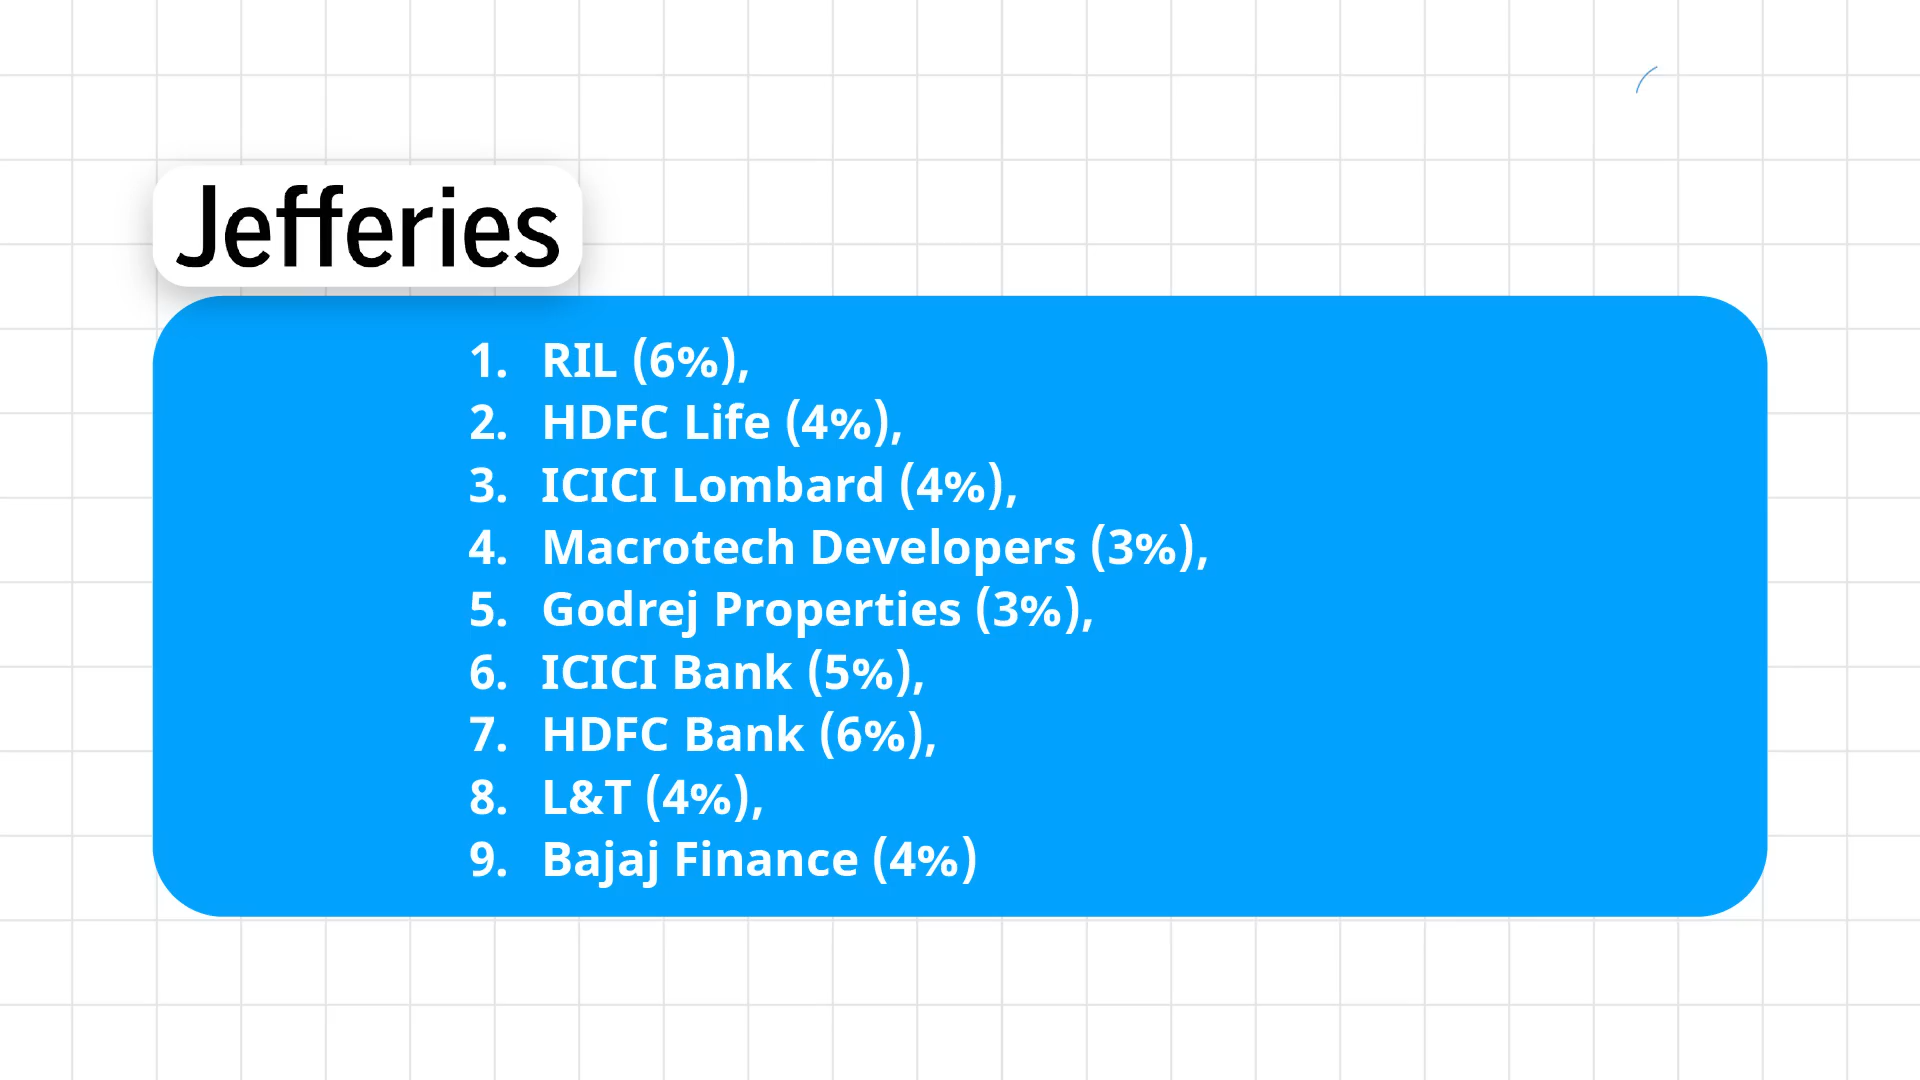 Jefferies
1. RIL (6%),
2. HDFC Life (4%),
3. ICICI Lombard (4%),
4. Macrotech Developers (3%),
5. Godrej Properties (3%),
6. ICICI Bank (5%),
7. HDFC Bank (6%),
8. L&T (4%),
9. Bajaj Finance (4%)